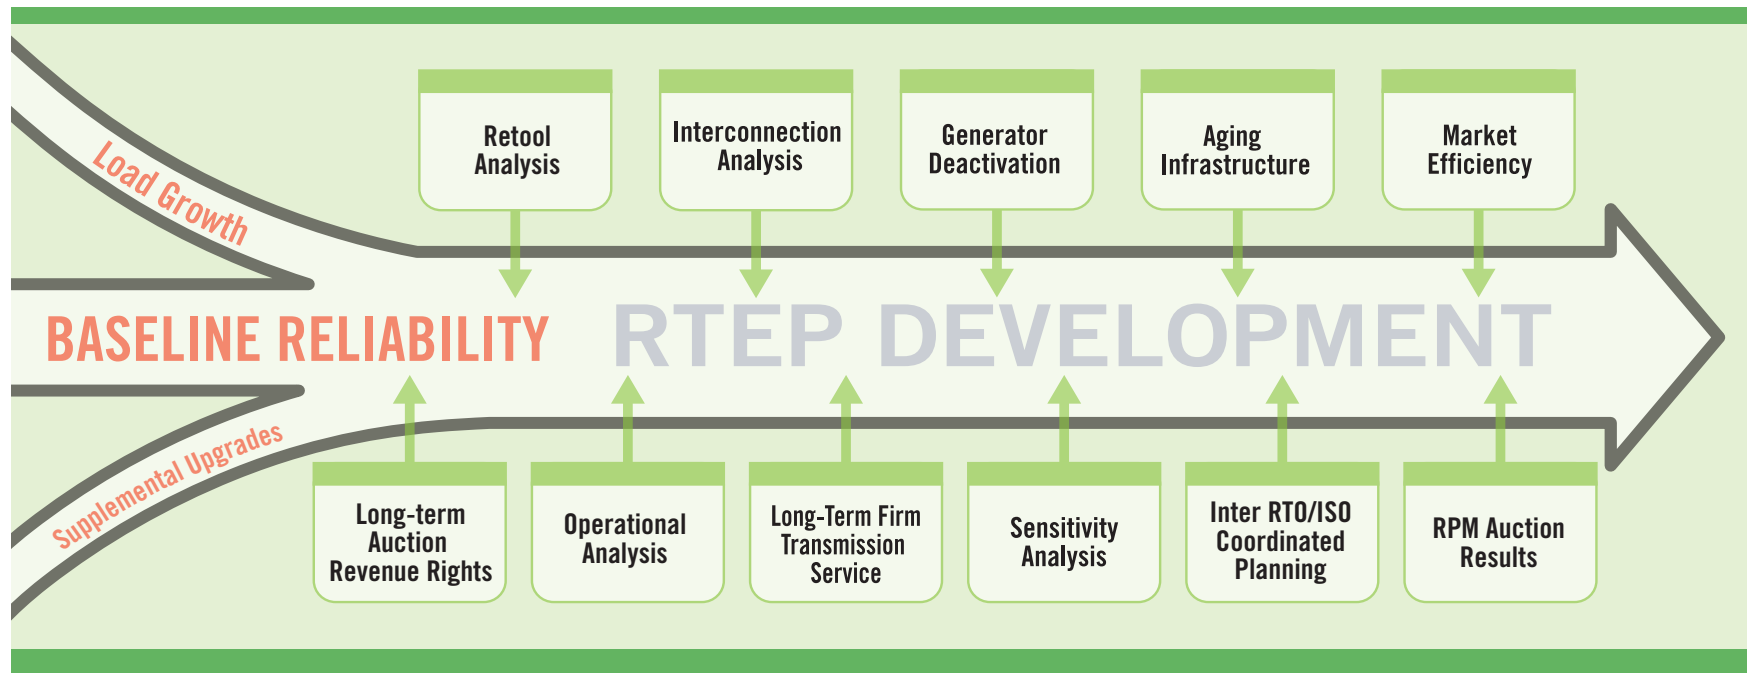 Retool
Analysis
Interconnection
Analysis
Generator
Deactivation
Aging
Infrastructure
Market
Efficiency
Load Growth
BASELINE RELIABILITY
RTEP DEVELOPMENT
Supplemental Upgrades
Long-term
Auction
Revenue Rights
Operational
Analysis
Long-Term Firm
Transmission
Service
Sensitivity
Analysis
Inter RTO/ISO
Coordinated
Planning
RPM Auction
Results